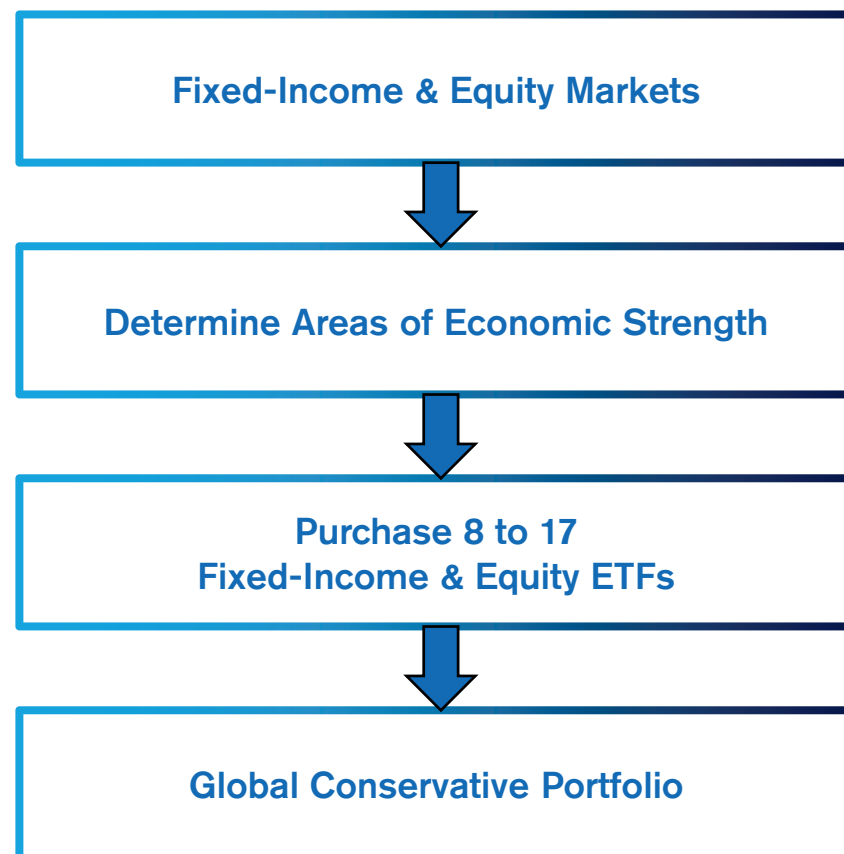 Fixed-Income & Equity Markets
Determine Areas of Economic Strength
Purchase 8 to 17
Fixed-Income & Equity ETFs
Global Conservative Portfolio